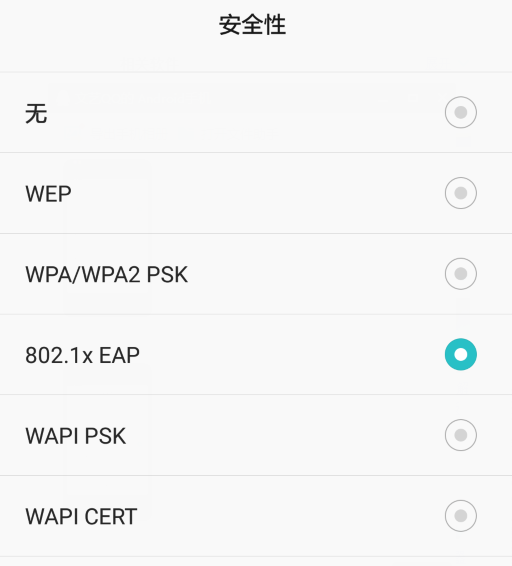 安全性
无
WEP
WPA/WPA2 PSK
802.1x EAP
WAPI PSK
WAPI CERT